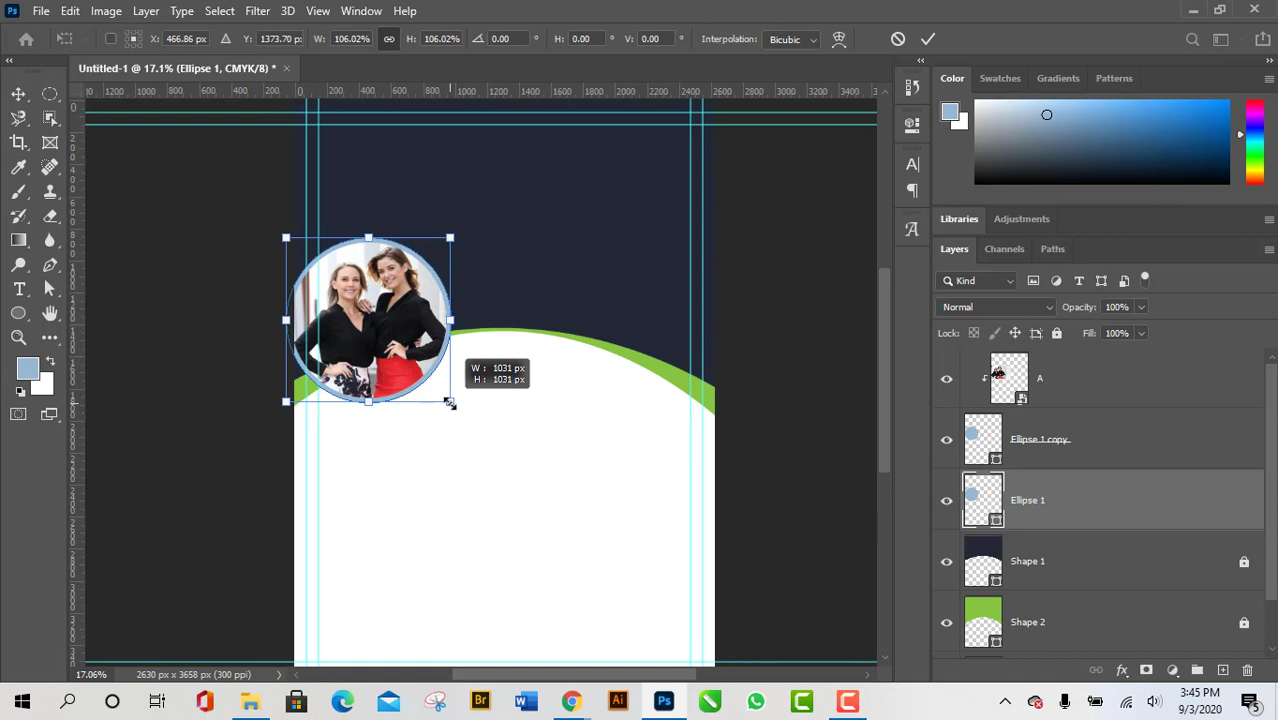 Ps File Edit Image Layer Type Select Filter 3D View Window Help
X: 466.86 px Y: 1373.70 px W: 106.02% H: 106.02% 0.00 ° H: 0.00 ° V: 0.00 ° Interpolation: Bicubic
Untitled-1 @ 17.1% (Ellipse 1, CMYK/8) * ×
1200 1000 800 600 400 200 0 200 400 600 800 1000 1200 1400 1600 1800 2000 2200 2400 2600 2800 3000 3200 3400
Color Swatches Gradients Patterns
Libraries Adjustments
Layers Channels Paths
Kind
Normal Opacity: 100%
Lock: Fill: 100%
A
Ellipse 1 copy
Ellipse 1
Shape 1
Shape 2
W : 1031 px
H : 1031 px
17.06% 2630 px x 3658 px (300 ppi)
Br W Ai Ps
3:45 PM
9/3/2020
5